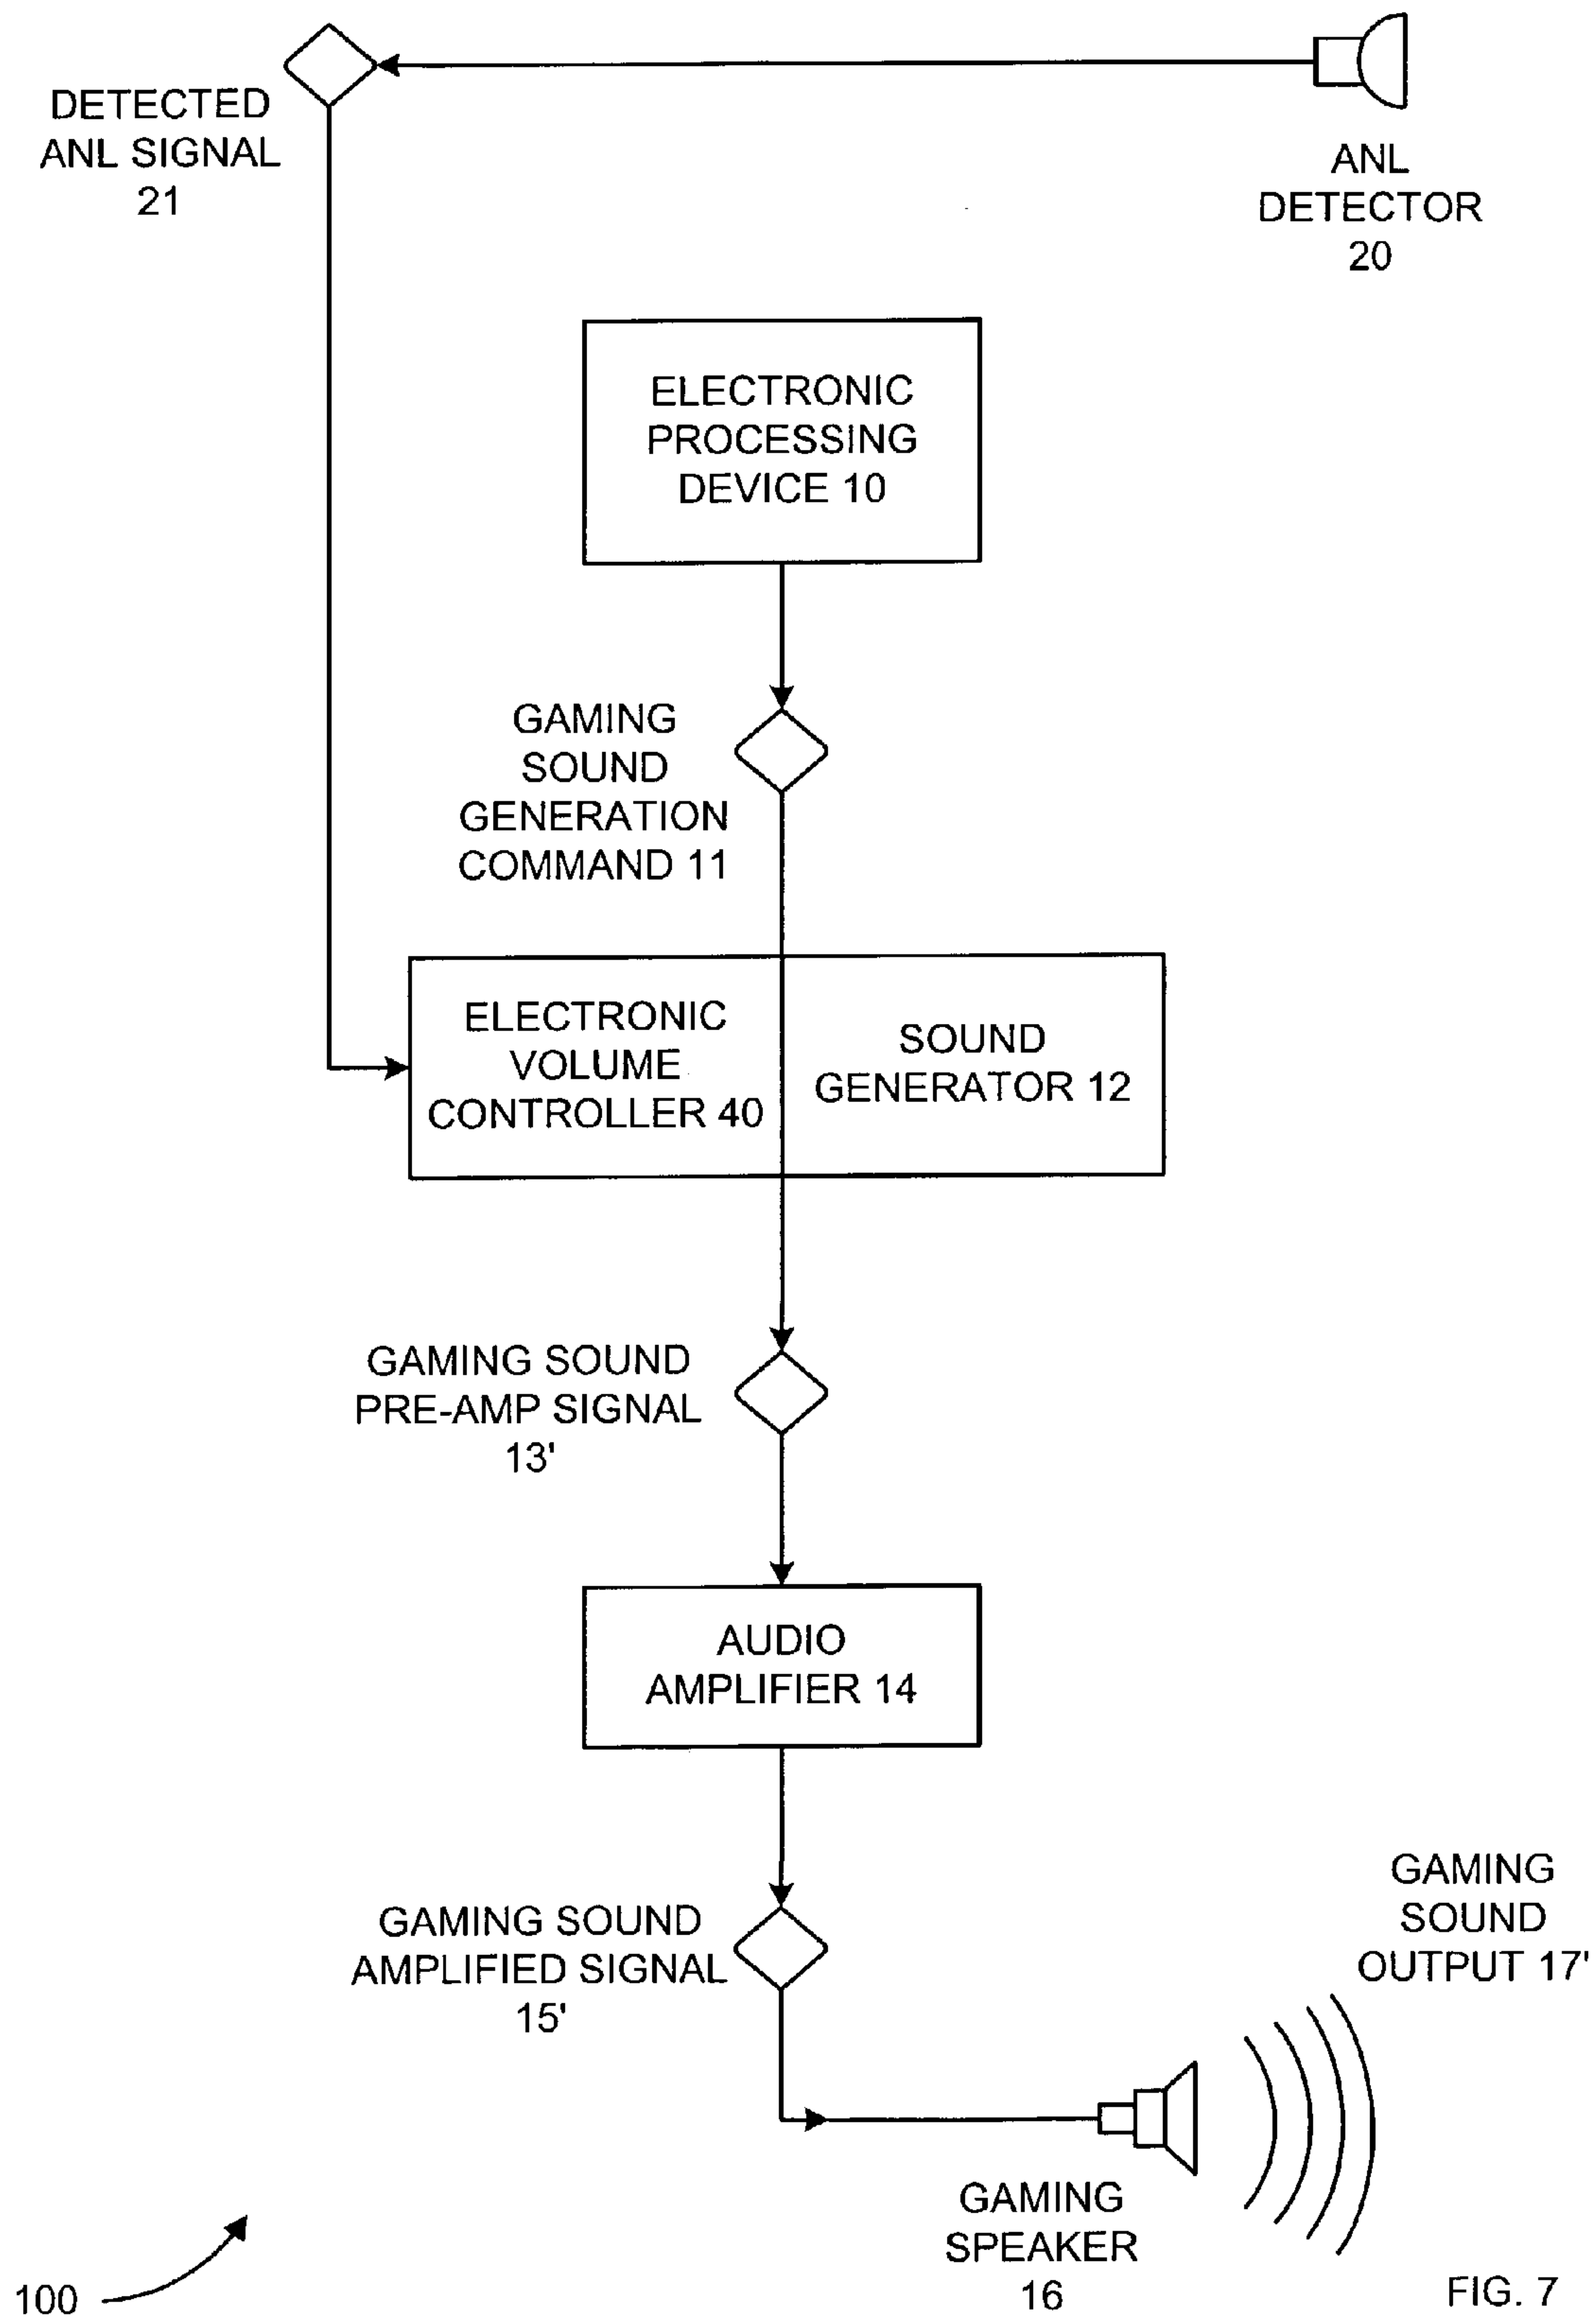 DETECTED
ANL SIGNAL
21
ANL
DETECTOR
20
ELECTRONIC
PROCESSING
DEVICE 10
GAMING
SOUND
GENERATION
COMMAND 11
ELECTRONIC
VOLUME
CONTROLLER 40
SOUND
GENERATOR 12
GAMING SOUND
PRE-AMP SIGNAL
13'
AUDIO
AMPLIFIER 14
GAMING SOUND
AMPLIFIED SIGNAL
15'
GAMING
SOUND
OUTPUT 17'
GAMING
SPEAKER
16
100
FIG. 7